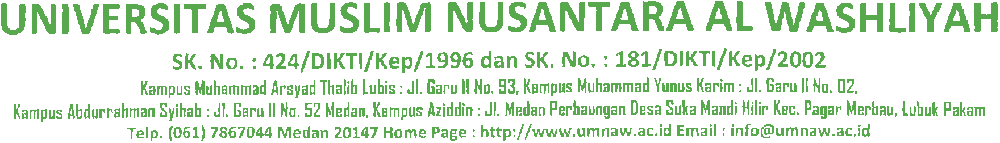 UNIVERSITAS MUSLIM NUSANTARA AL WASHLIYAH
SK. No. : 424/DIKTI/Kep/1996 dan SK. No. : 181/DIKTI/Kep/2002
Kampus Muhammad Arsyad Thalib Lubis : Jl. Garu II No. 93, Kampus Muhammad Yunus Karim : Jl. Garu II No. 02,
Kampus Abdurrahman Syihab : Jl. Garu II No. 52 Medan, Kampus Aziddin : Jl. Medan Perbaungan Desa Suka Mandi Hilir Kec. Pagar Merbau, Lubuk Pakam
Telp. (061) 7867044 Medan 20147 Home Page : http://www.umnaw.ac.id Email : info@umnaw.ac.id